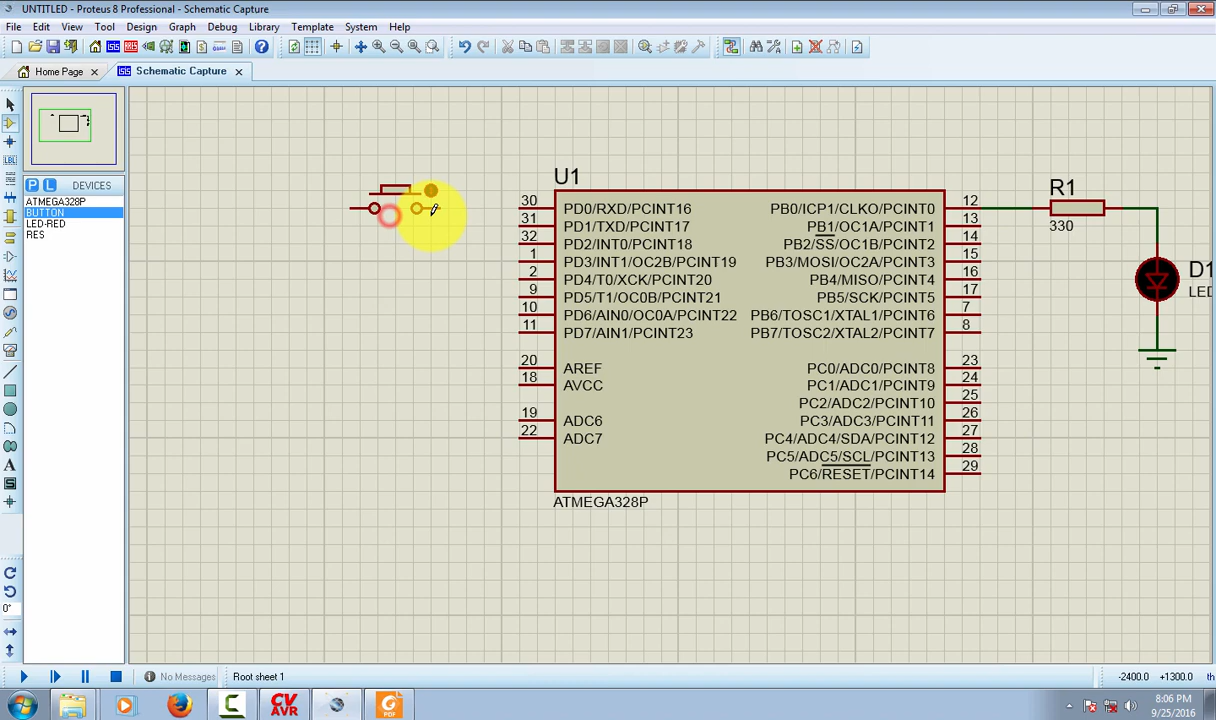 UNTITLED - Proteus 8 Professional - Schematic Capture
File Edit View Tool Design Graph Debug Library Template System Help
Home Page Schematic Capture
P L DEVICES
ATMEGA328P
BUTTON
LED-RED
RES
LBL
A
S
0°
U1
30 PD0/RXD/PCINT16
31 PD1/TXD/PCINT17
32 PD2/INT0/PCINT18
1 PD3/INT1/OC2B/PCINT19
2 PD4/T0/XCK/PCINT20
9 PD5/T1/OC0B/PCINT21
10 PD6/AIN0/OC0A/PCINT22
11 PD7/AIN1/PCINT23
20 AREF
18 AVCC
19 ADC6
22 ADC7
PB0/ICP1/CLKO/PCINT0 12
PB1/OC1A/PCINT1 13
PB2/SS/OC1B/PCINT2 14
PB3/MOSI/OC2A/PCINT3 15
PB4/MISO/PCINT4 16
PB5/SCK/PCINT5 17
PB6/TOSC1/XTAL1/PCINT6 7
PB7/TOSC2/XTAL2/PCINT7 8
PC0/ADC0/PCINT8 23
PC1/ADC1/PCINT9 24
PC2/ADC2/PCINT10 25
PC3/ADC3/PCINT11 26
PC4/ADC4/SDA/PCINT12 27
PC5/ADC5/SCL/PCINT13 28
PC6/RESET/PCINT14 29
ATMEGA328P
R1
330
D1
LED
No Messages Root sheet 1 -2400.0 +1300.0 th
CV
AVR
PDF
8:06 PM
9/25/2016